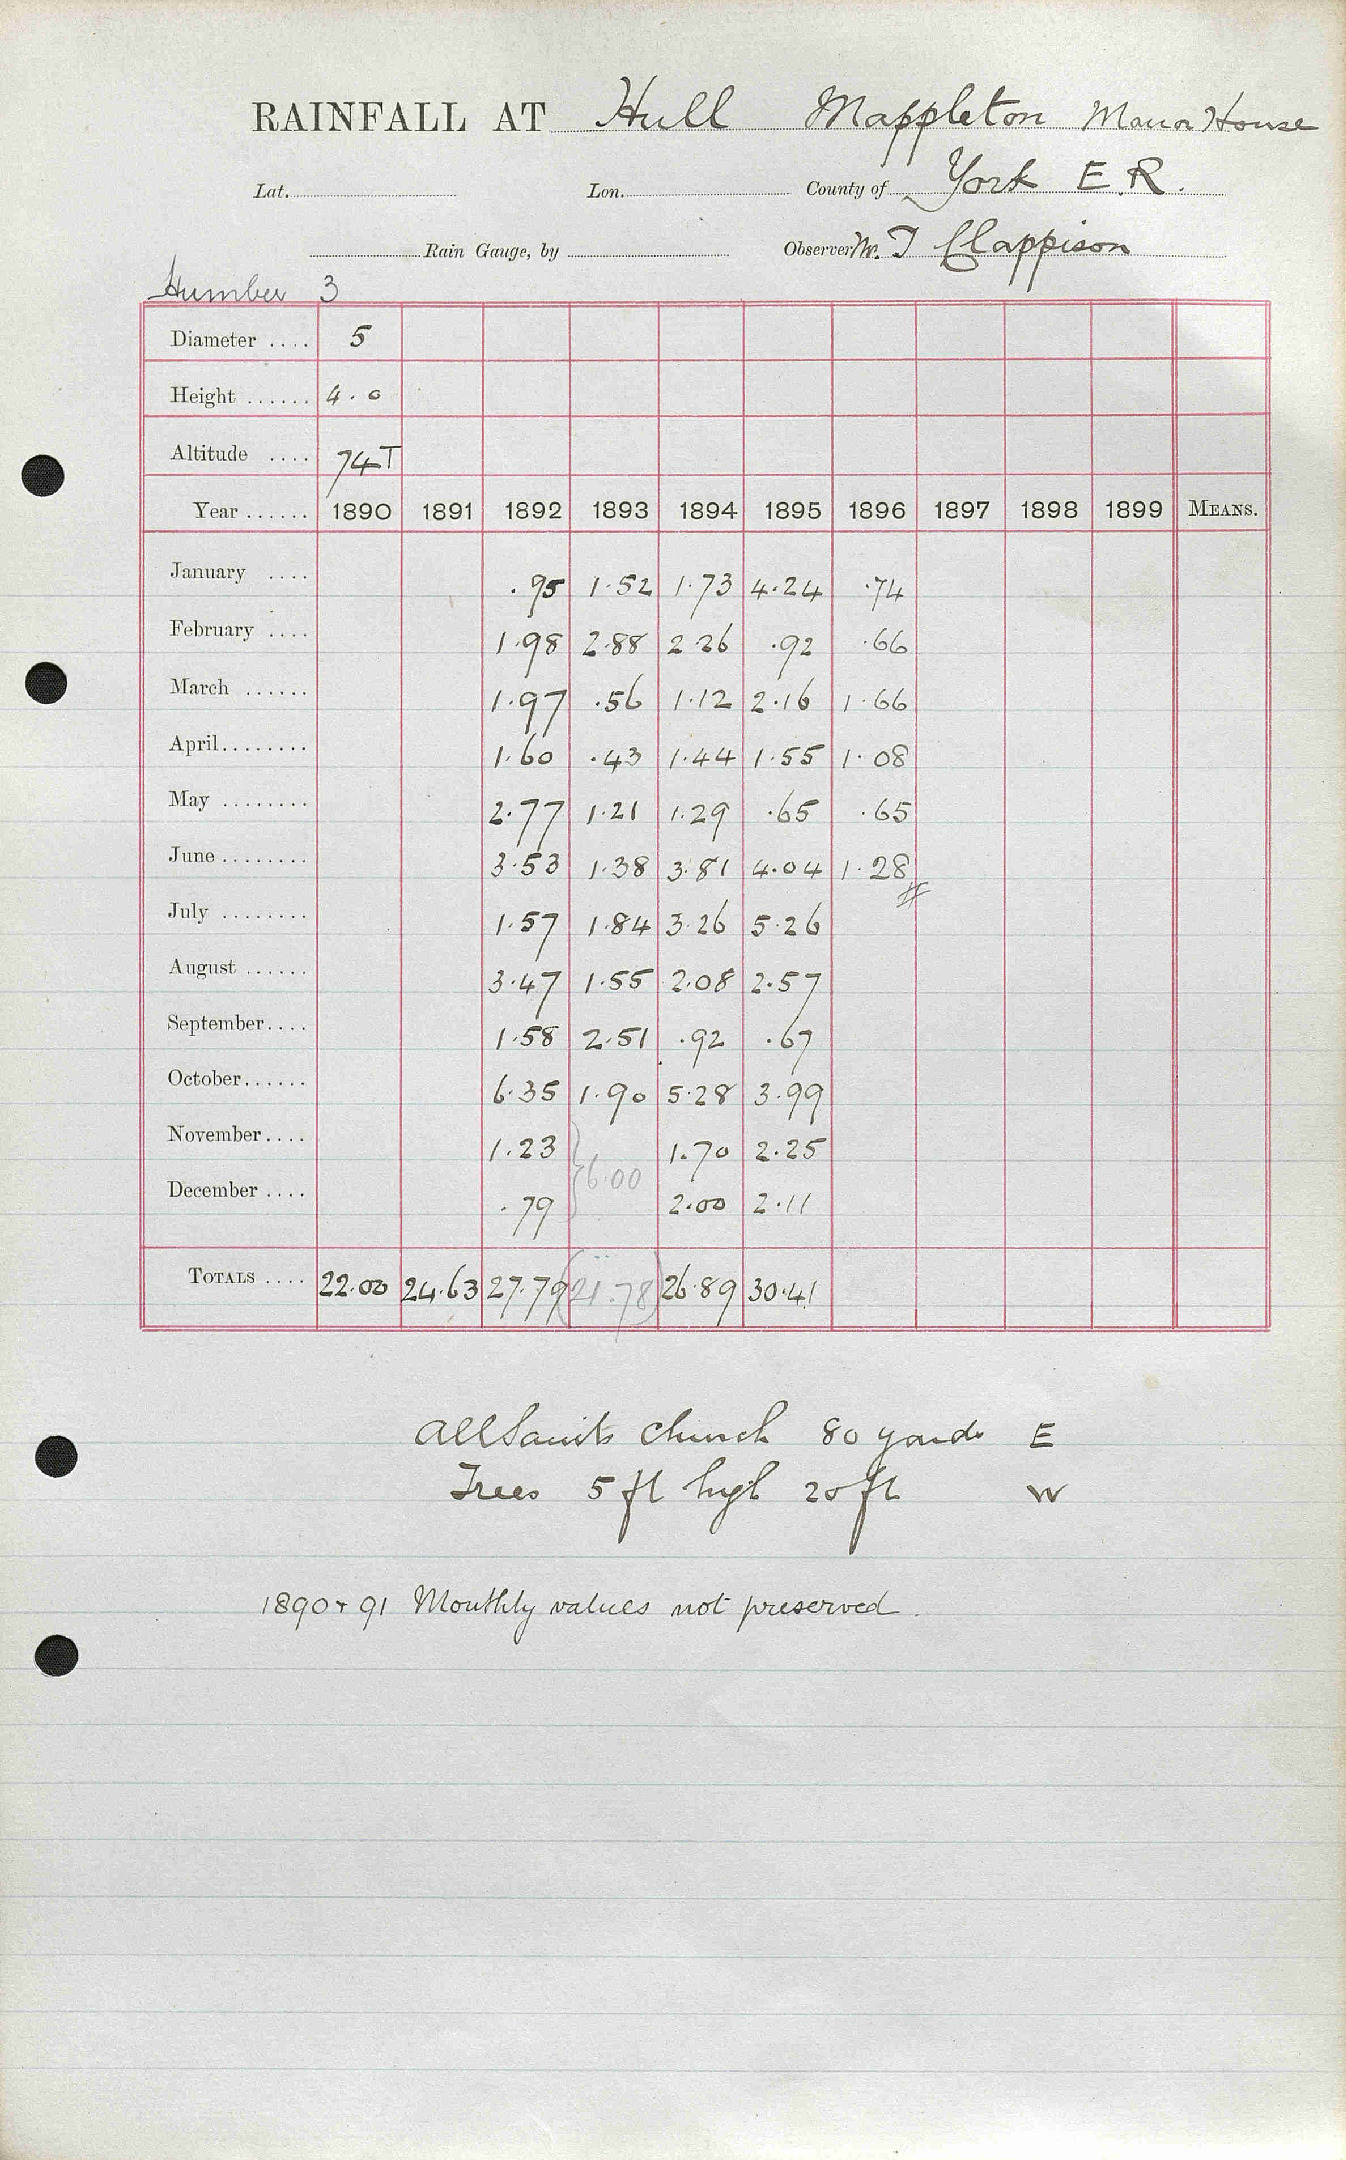 RAINFALL AT Hull Mappleton Manor House
Lat. Lon. County of York E.R.
Rain Gauge, by Observer Mr. T Clappison
Humber 3
Diameter .... 5
Height ...... 4.0
Altitude .... 74T
Year ...... 1890 1891 1892 1893 1894 1895 1896 1897 1898 1899 MEANS.
January .... .95 1.52 1.73 4.24 .74
February .... 1.98 2.88 2.26 .92 .66
March ...... 1.97 .56 1.12 2.16 1.66
April........ 1.60 .43 1.44 1.55 1.08
May ........ 2.77 1.21 1.29 .65 .65
June ........ 3.53 1.38 3.81 4.04 1.28
July ........ 1.57 1.84 3.26 5.26
August ...... 3.47 1.55 2.08 2.57
September.... 1.58 2.51 .92 .67
October...... 6.35 1.90 5.28 3.99
November.... 1.23 1.70 2.25
6.00
December .... .79 2.00 2.11
TOTALS .... 22.00 24.63 27.79 (21.78) 26.89 30.41
All Saints Church 80 yards E
Trees 5 ft high 20 ft W
1890+91 Monthly values not preserved.